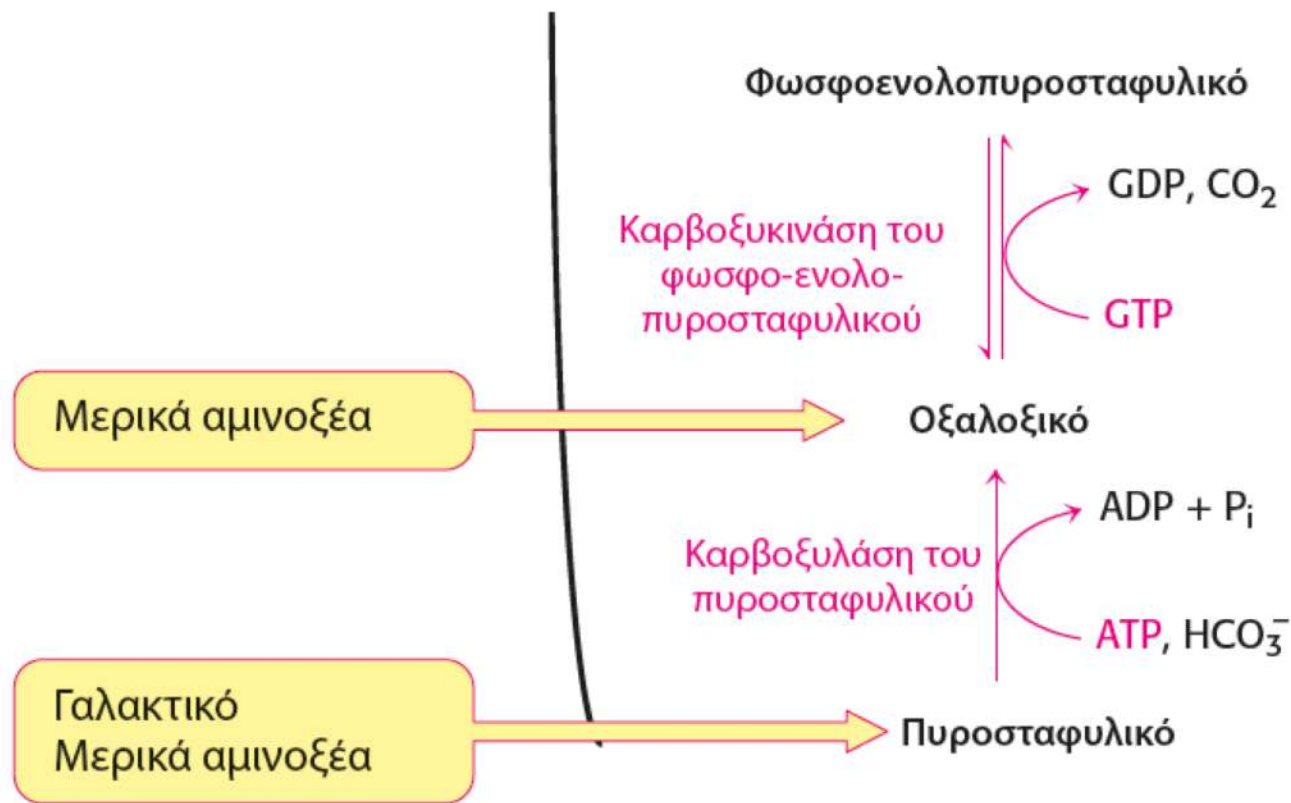 Φωσφοενολοπυροσταφυλικό
GDP, CO₂
Καρβοξυκινάση του
φωσφο-ενολο-
πυροσταφυλικού
GTP
Μερικά αμινοξέα
Οξαλοξικό
ADP + Pᵢ
Καρβοξυλάση του
πυροσταφυλικού
ATP, HCO₃⁻
Γαλακτικό
Μερικά αμινοξέα
Πυροσταφυλικό